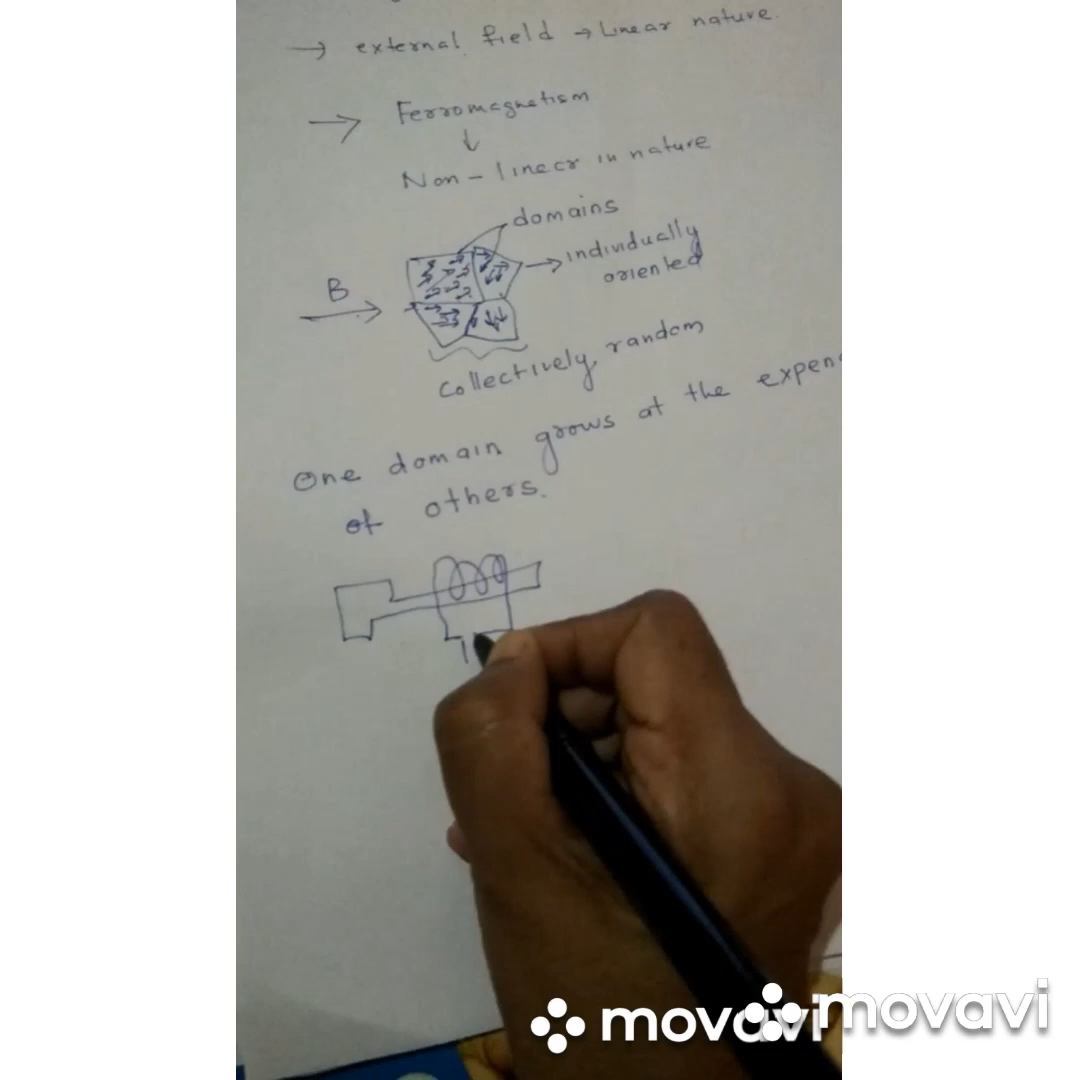 → external field → Linear nature.
→ Ferromagnetism
↓
Non - linear in nature
domains
B → → individually
oriented
collectively random
One domain grows at the expen
of others.
movavi
movavi